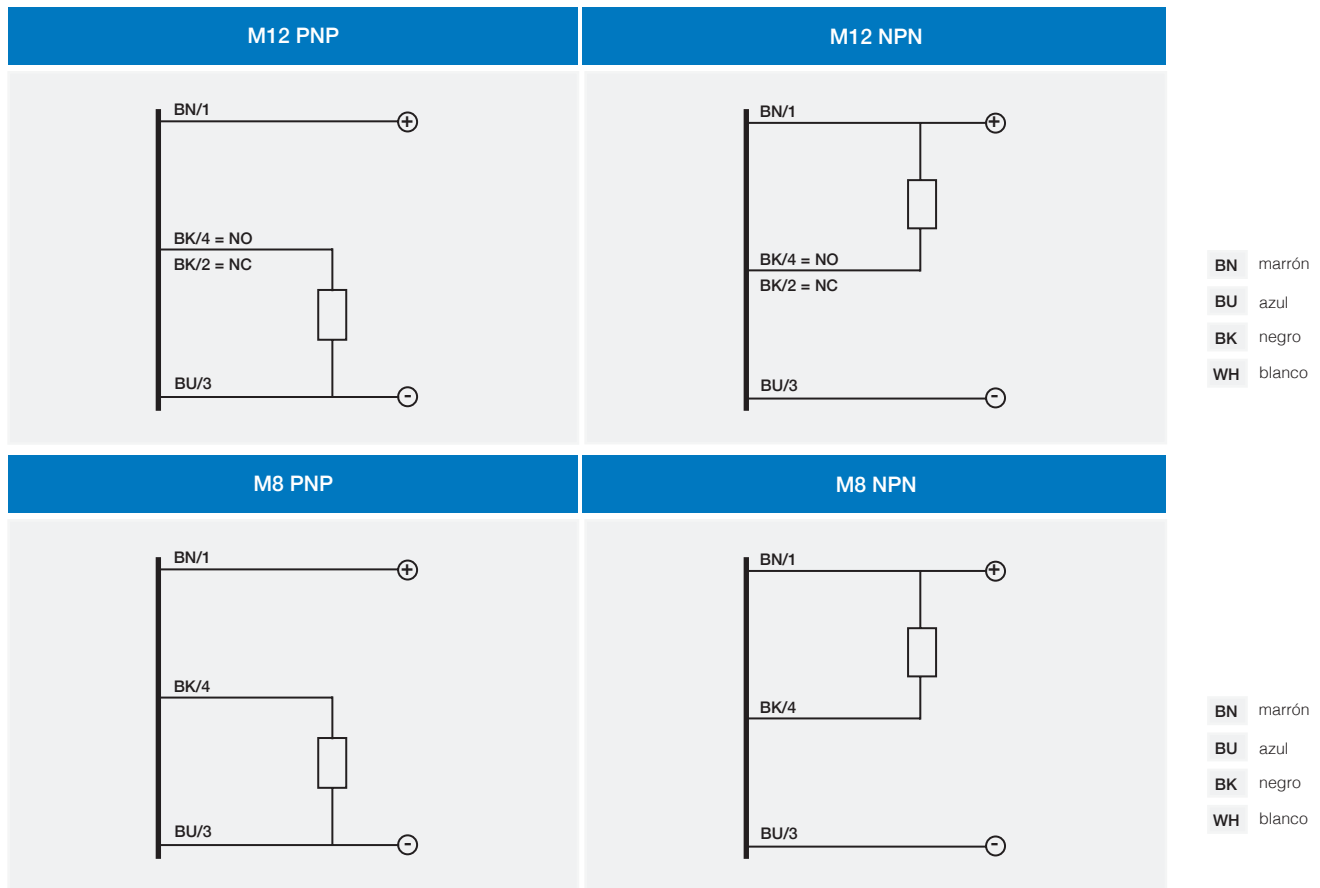 M12 PNP
M12 NPN
BN/1
+
BK/4 = NO
BK/2 = NC
BU/3
-
BN/1
+
BK/4 = NO
BK/2 = NC
BU/3
-
BN marrón
BU azul
BK negro
WH blanco
M8 PNP
M8 NPN
BN/1
+
BK/4
BU/3
-
BN/1
+
BK/4
BU/3
-
BN marrón
BU azul
BK negro
WH blanco